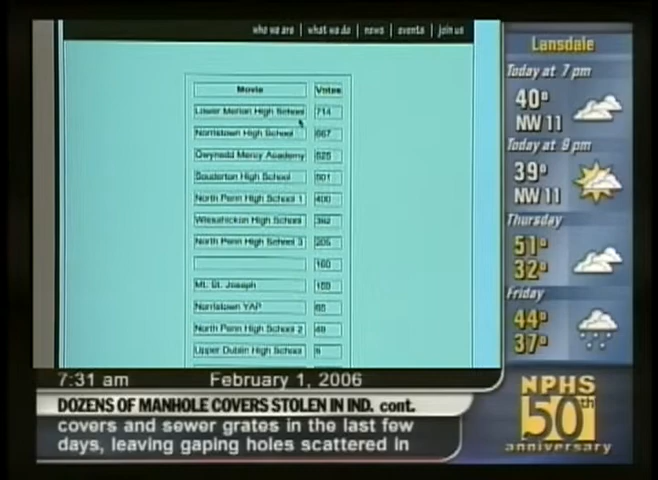 who we are | what we do | news | events | join us
Movie Votes
Lower Merion High School 714
Norristown High School 667
Gwynedd Mercy Academy 525
Souderton High School 501
North Penn High School 1 400
Wissahickon High School 392
North Penn High School 3 205
160
Mt. St. Joseph 150
Norristown YAP
North Penn High School 2
Upper Dublin High School
Lansdale
Today at 7 pm
40°
NW 11
Today at 9 pm
39°
NW 11
Thursday
51°
32°
Friday
44°
37°
7:31 am February 1, 2006
DOZENS OF MANHOLE COVERS STOLEN IN IND. cont.
covers and sewer grates in the last few
days, leaving gaping holes scattered in
NPHS
50th
anniversary